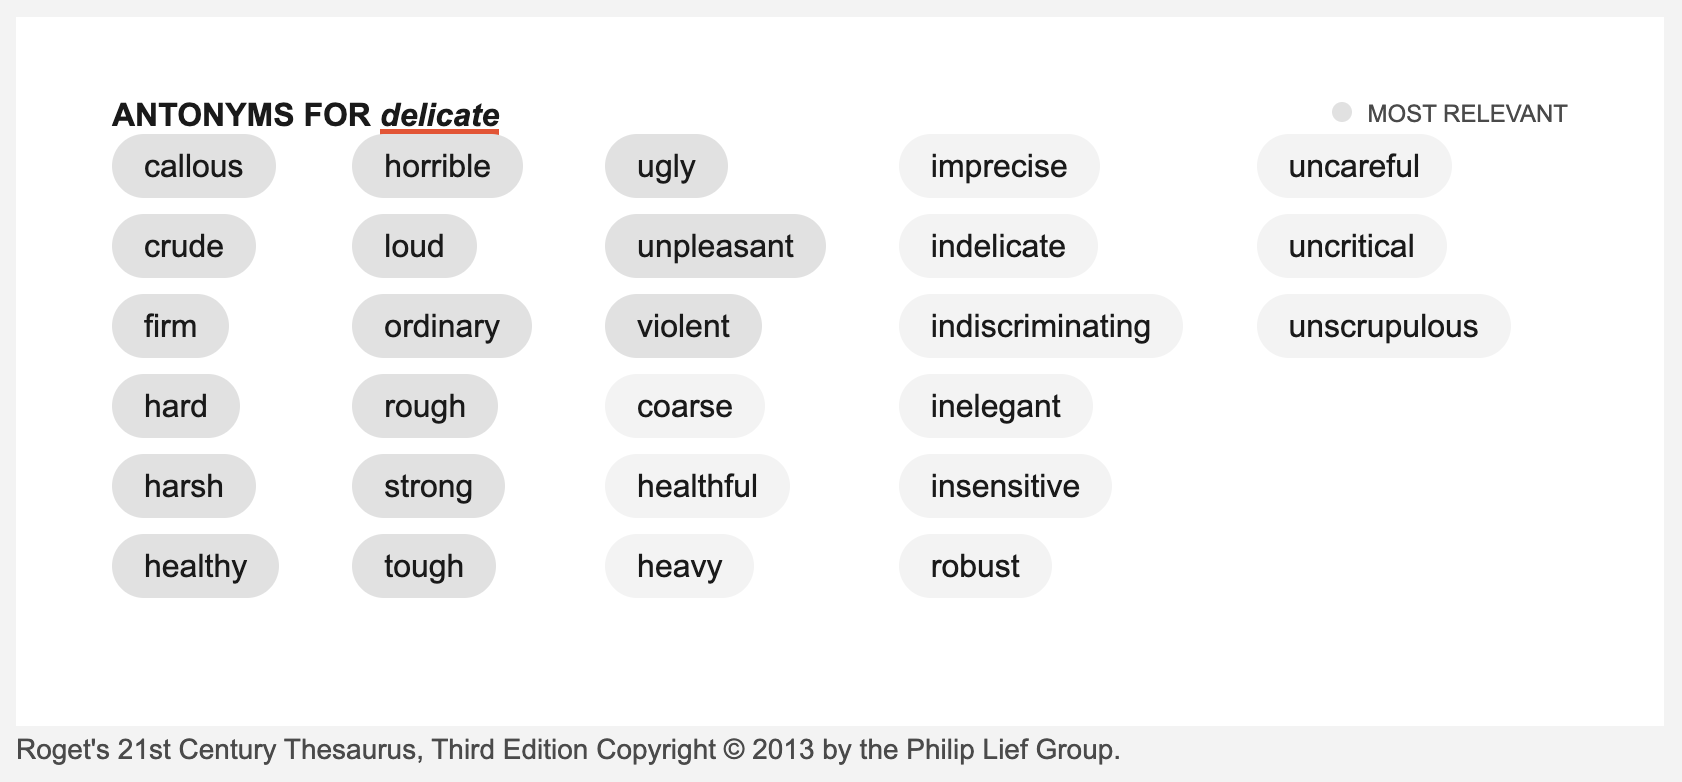 ANTONYMS FOR delicate
MOST RELEVANT
callous horrible ugly imprecise uncareful
crude loud unpleasant indelicate uncritical
firm ordinary violent indiscriminating unscrupulous
hard rough coarse inelegant
harsh strong healthful insensitive
healthy tough heavy robust
Roget's 21st Century Thesaurus, Third Edition Copyright © 2013 by the Philip Lief Group.